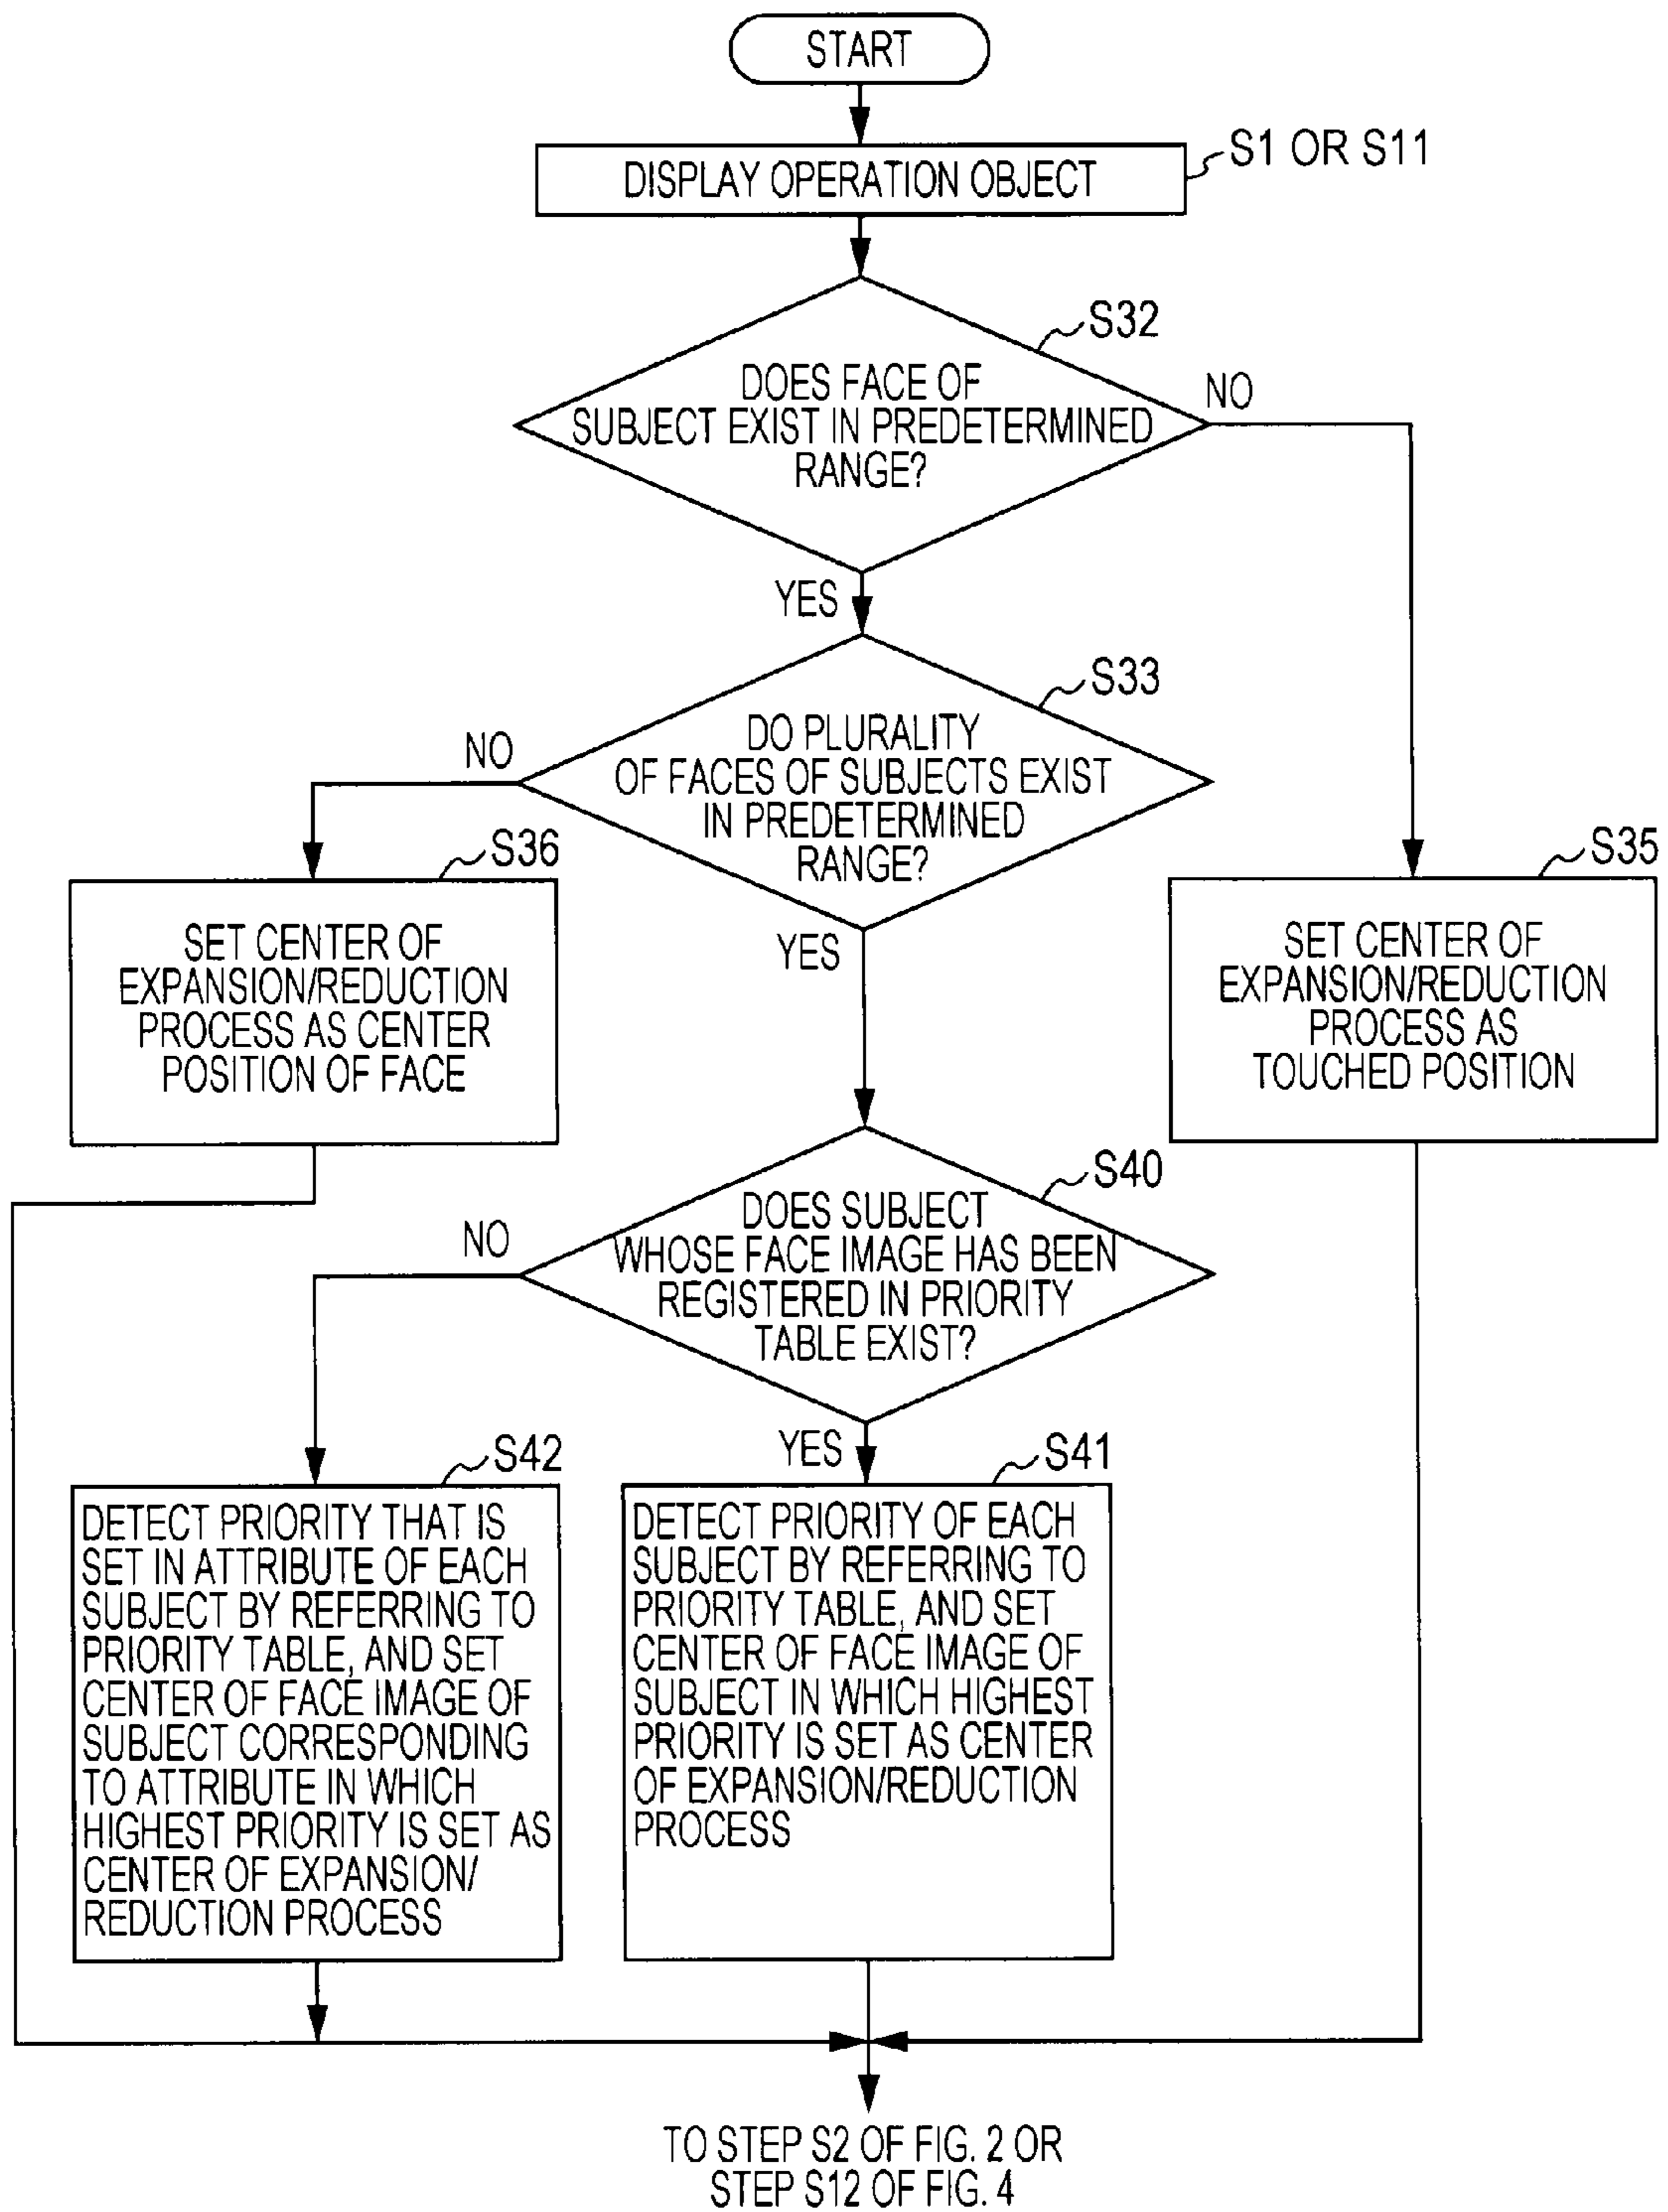 START
DISPLAY OPERATION OBJECT
S1 OR S11
S32
DOES FACE OF
SUBJECT EXIST IN PREDETERMINED
RANGE?
NO
YES
S33
DO PLURALITY
OF FACES OF SUBJECTS EXIST
IN PREDETERMINED
RANGE?
NO
YES
S36
SET CENTER OF
EXPANSION/REDUCTION
PROCESS AS CENTER
POSITION OF FACE
S35
SET CENTER OF
EXPANSION/REDUCTION
PROCESS AS
TOUCHED POSITION
S40
DOES SUBJECT
WHOSE FACE IMAGE HAS BEEN
REGISTERED IN PRIORITY
TABLE EXIST?
NO
YES
S42
DETECT PRIORITY THAT IS
SET IN ATTRIBUTE OF EACH
SUBJECT BY REFERRING TO
PRIORITY TABLE, AND SET
CENTER OF FACE IMAGE OF
SUBJECT CORRESPONDING
TO ATTRIBUTE IN WHICH
HIGHEST PRIORITY IS SET AS
CENTER OF EXPANSION/
REDUCTION PROCESS
S41
DETECT PRIORITY OF EACH
SUBJECT BY REFERRING TO
PRIORITY TABLE, AND SET
CENTER OF FACE IMAGE OF
SUBJECT IN WHICH HIGHEST
PRIORITY IS SET AS CENTER
OF EXPANSION/REDUCTION
PROCESS
TO STEP S2 OF FIG. 2 OR
STEP S12 OF FIG. 4